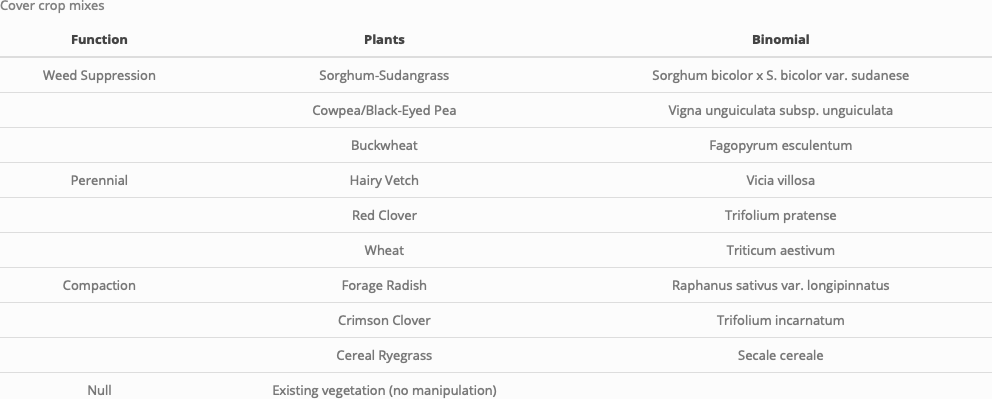 Cover crop mixes
Function Plants Binomial
Weed Suppression Sorghum-Sudangrass Sorghum bicolor x S. bicolor var. sudanese
Cowpea/Black-Eyed Pea Vigna unguiculata subsp. unguiculata
Buckwheat Fagopyrum esculentum
Perennial Hairy Vetch Vicia villosa
Red Clover Trifolium pratense
Wheat Triticum aestivum
Compaction Forage Radish Raphanus sativus var. longipinnatus
Crimson Clover Trifolium incarnatum
Cereal Ryegrass Secale cereale
Null Existing vegetation (no manipulation)